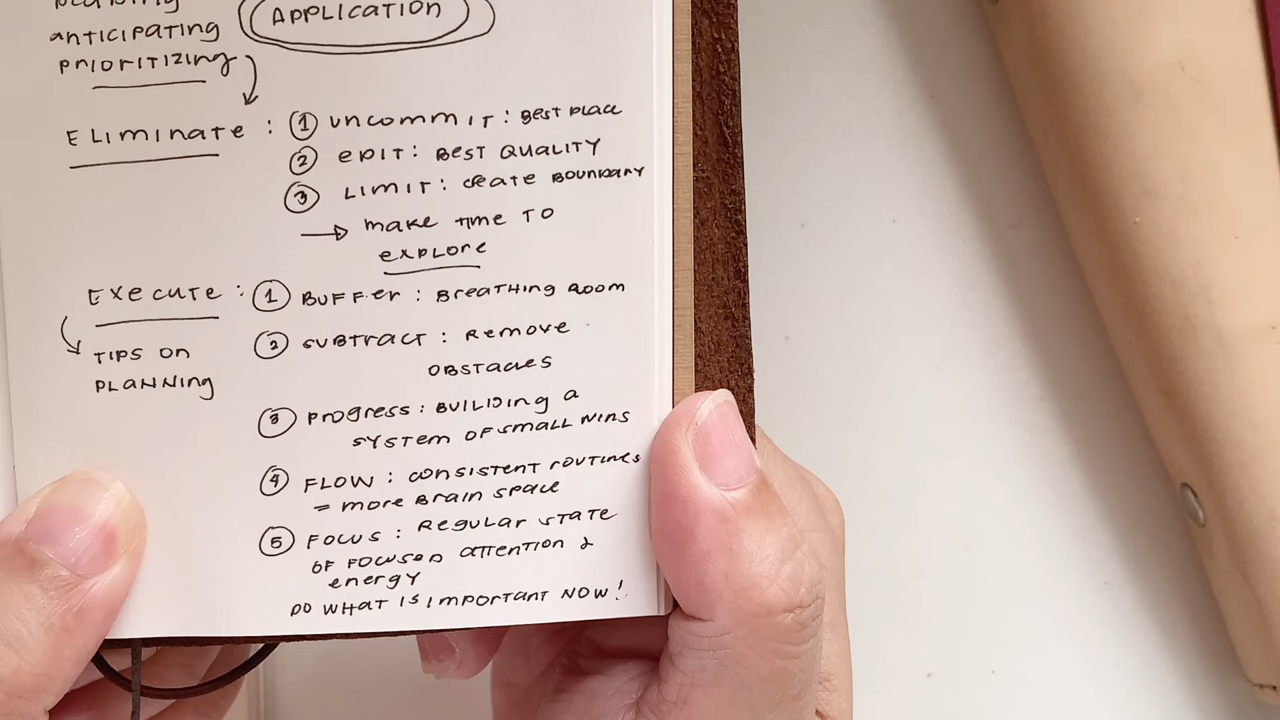 APPLICATION
anticipating
prioritizing
ELIMINATE : ① uncommit : Best place
② EDIT : BEST QUALITY
③ LIMIT : create BOUNDARY
→ make time TO
explore
EXECUTE : ① BUFFer : BreatHing room
TIPS on
PLANNING
② SUBTRACT : Remove
OBSTACLES
③ Progress : BUILDING a
SYSTEM OF SMALL WINS
④ FLOW : consistent routines
= more Brain space
⑤ FOCUS : Regular state
OF FOCUSED attention &
energy
DO WHAT IS IMPORTANT NOW!